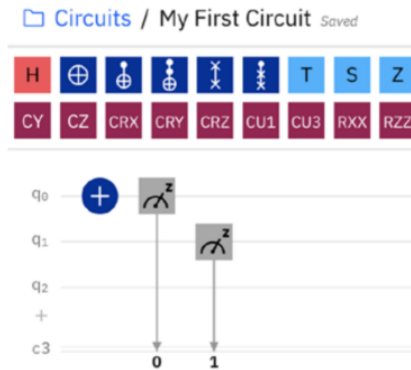 Circuits / My First Circuit Saved
H T S Z
CY CZ CRX CRY CRZ CU1 CU3 RXX RZZ
q0 z
q1 z
q2
+
c3
0 1